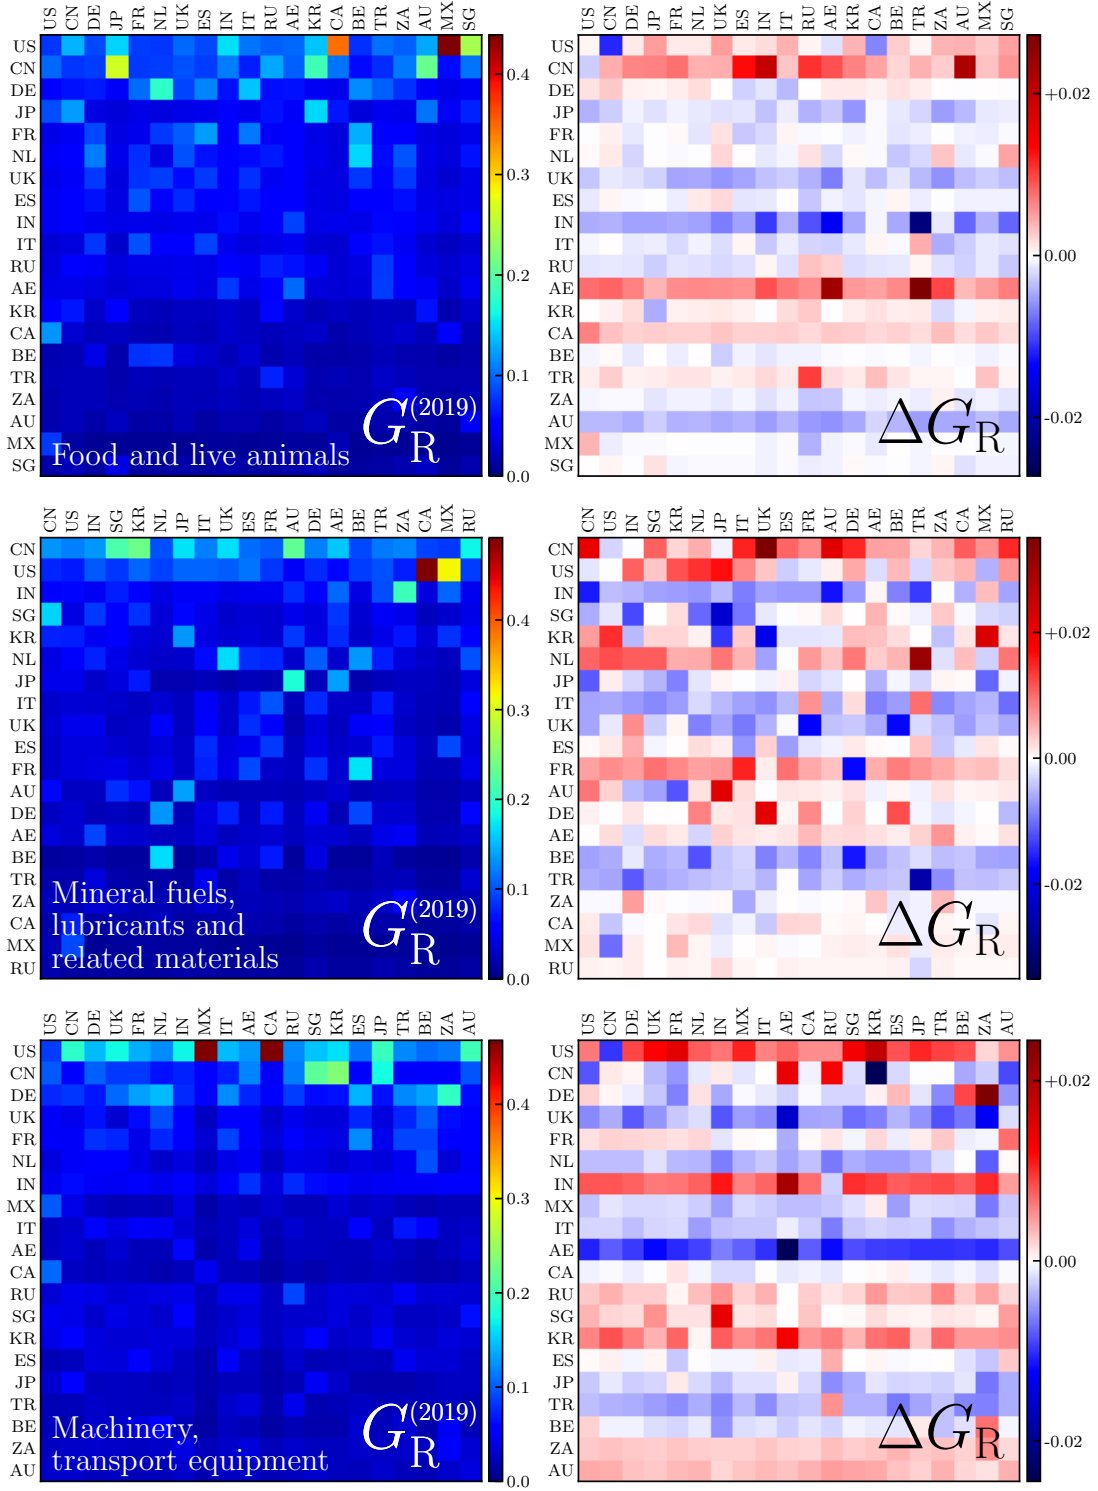 US CN DE JP FR NL UK ES IN IT RU AE KR CA BE TR ZA AU MX SG
US
CN
DE
JP
FR
NL
UK
ES
IN
IT
RU
AE
KR
CA
BE
TR
ZA
AU
MX
SG
Food and live animals
G_R^(2019)
0.4
0.3
0.2
0.1
0.0
US CN DE JP FR NL UK ES IN IT RU AE KR CA BE TR ZA AU MX SG
US
CN
DE
JP
FR
NL
UK
ES
IN
IT
RU
AE
KR
CA
BE
TR
ZA
AU
MX
SG
ΔG_R
+0.02
0.00
-0.02
CN US IN SG KR NL JP IT UK ES FR AU DE AE BE TR ZA CA MX RU
CN
US
IN
SG
KR
NL
JP
IT
UK
ES
FR
AU
DE
AE
BE
TR
ZA
CA
MX
RU
Mineral fuels,
lubricants and
related materials
G_R^(2019)
0.4
0.3
0.2
0.1
0.0
CN US IN SG KR NL JP IT UK ES FR AU DE AE BE TR ZA CA MX RU
CN
US
IN
SG
KR
NL
JP
IT
UK
ES
FR
AU
DE
AE
BE
TR
ZA
CA
MX
RU
ΔG_R
+0.02
0.00
-0.02
US CN DE UK FR NL IN MX IT AE CA RU SG KR ES JP TR BE ZA AU
US
CN
DE
UK
FR
NL
IN
MX
IT
AE
CA
RU
SG
KR
ES
JP
TR
BE
ZA
AU
Machinery,
transport equipment
G_R^(2019)
0.4
0.3
0.2
0.1
0.0
US CN DE UK FR NL IN MX IT AE CA RU SG KR ES JP TR BE ZA AU
US
CN
DE
UK
FR
NL
IN
MX
IT
AE
CA
RU
SG
KR
ES
JP
TR
BE
ZA
AU
ΔG_R
+0.02
0.00
-0.02